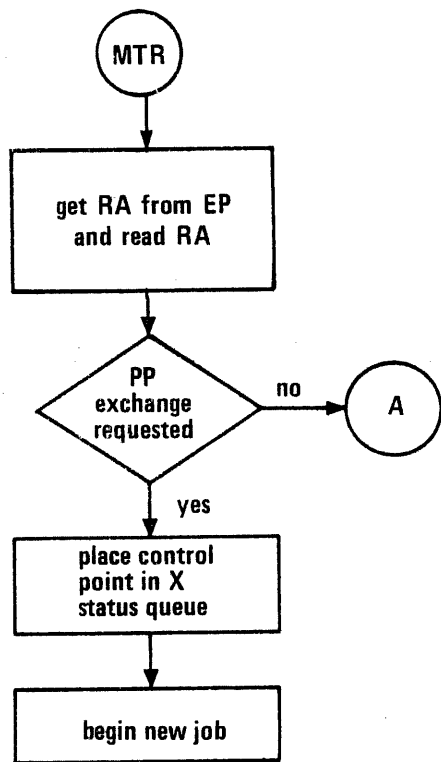 MTR
get RA from EP
and read RA
PP
exchange
requested
no
A
yes
place control
point in X
status queue
begin new job